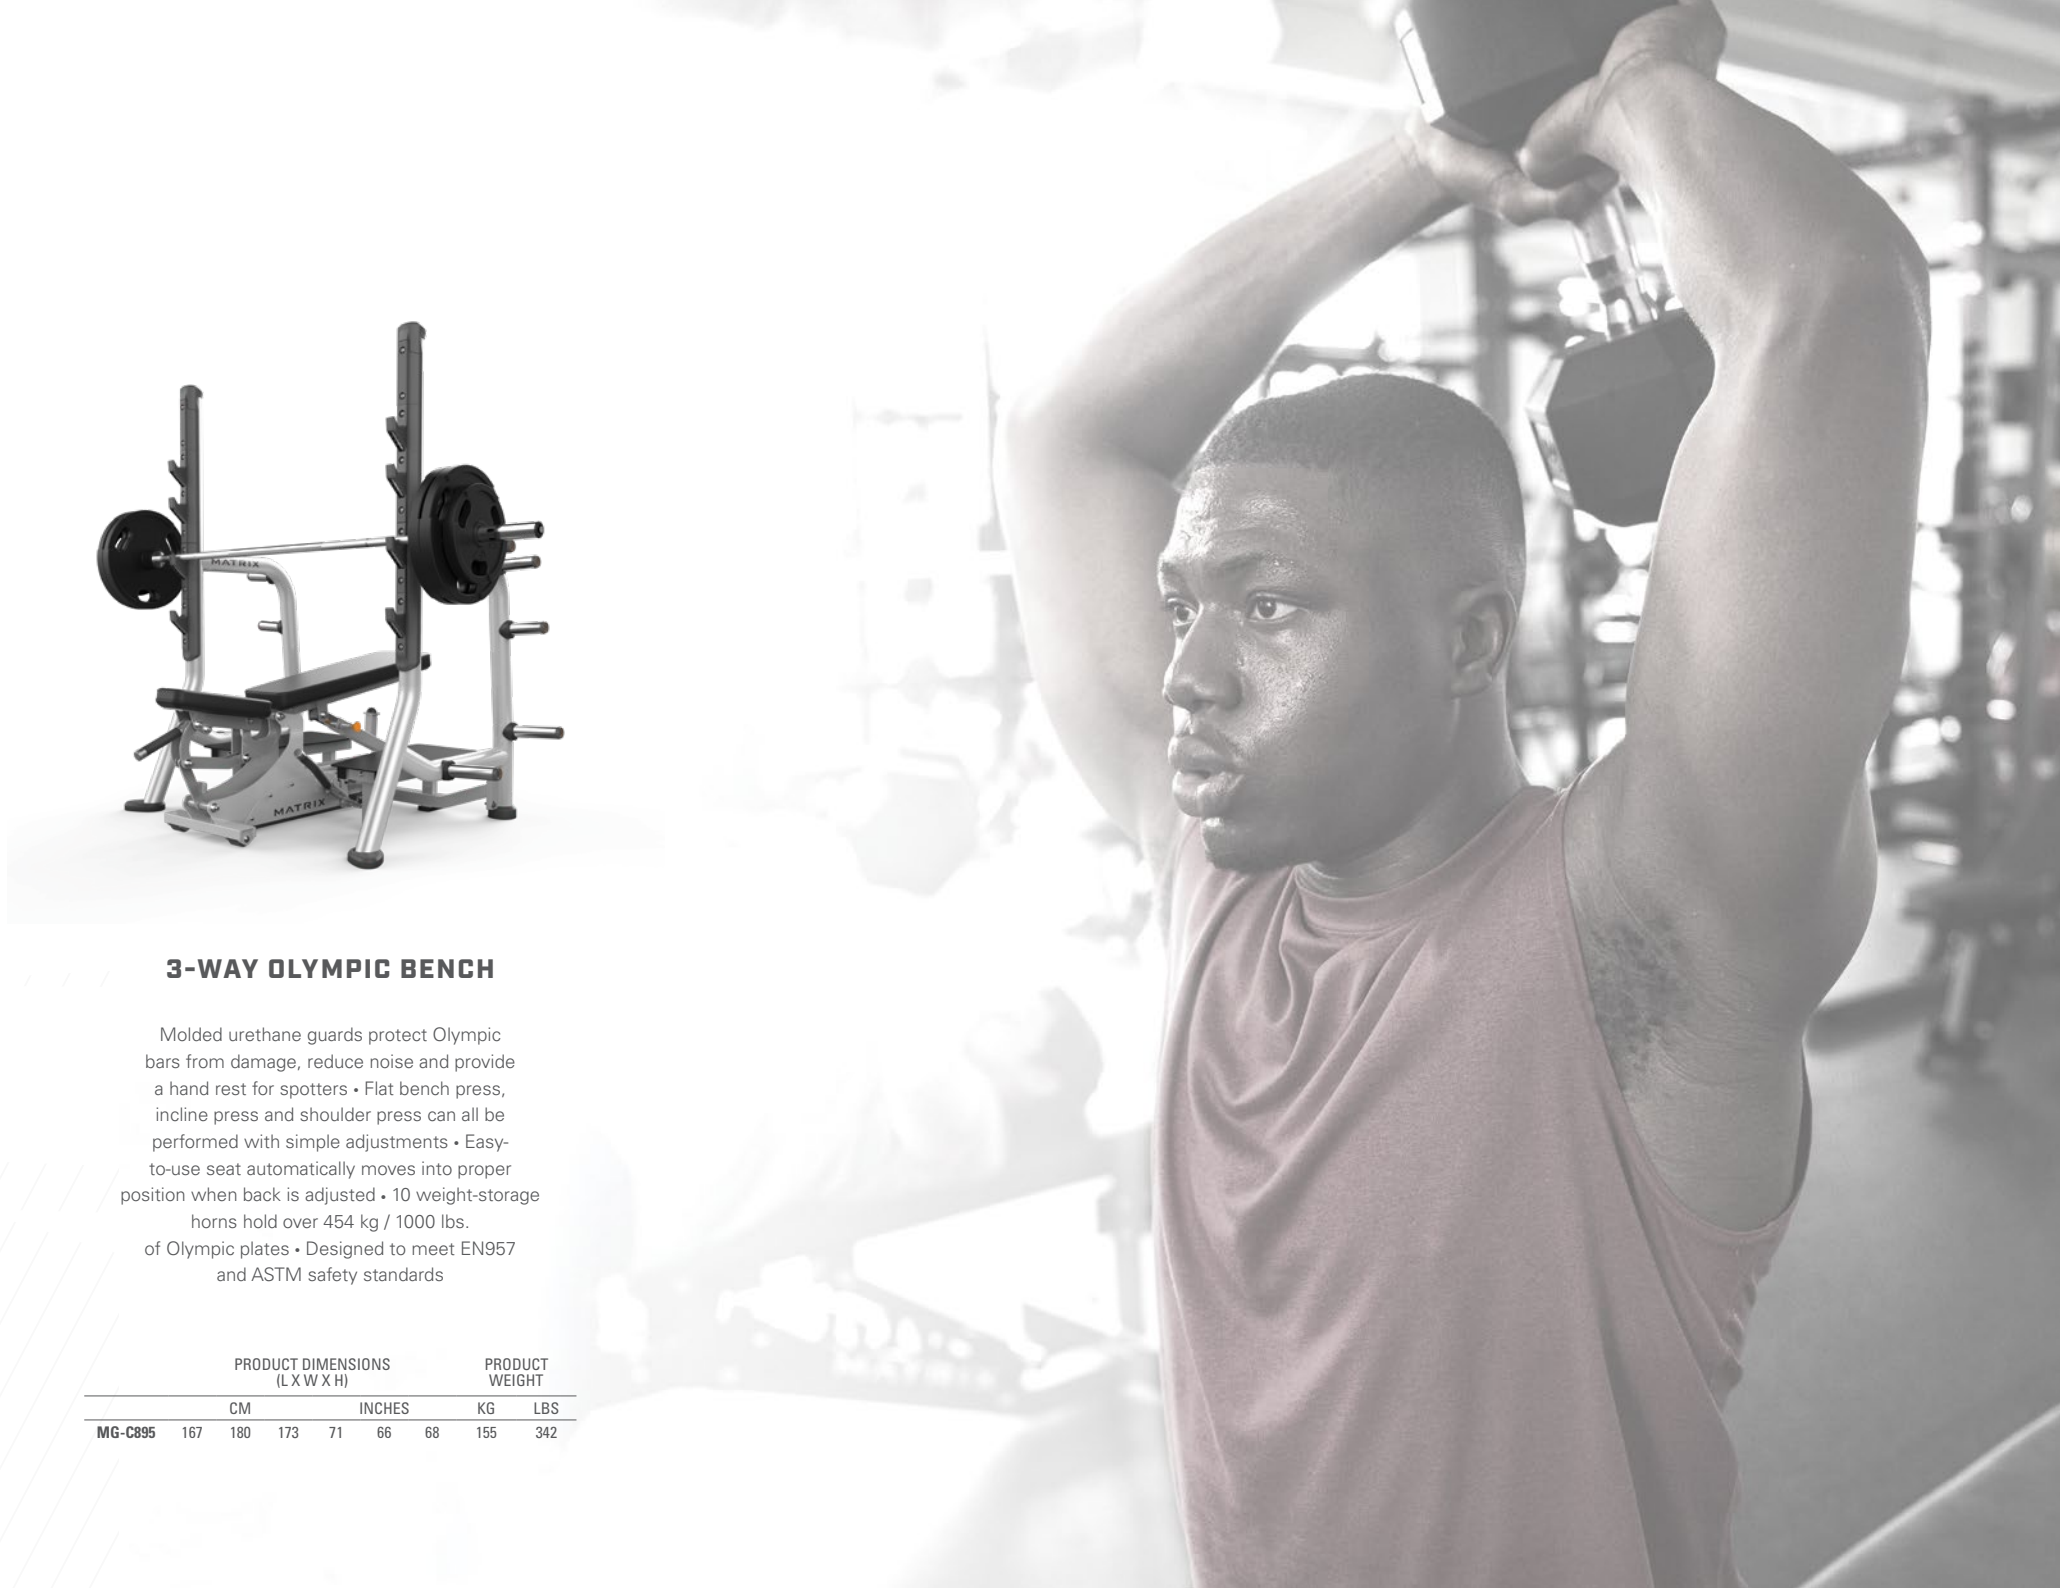 MATRIX
MATRIX
3-WAY OLYMPIC BENCH
Molded urethane guards protect Olympic
bars from damage, reduce noise and provide
a hand rest for spotters • Flat bench press,
incline press and shoulder press can all be
performed with simple adjustments • Easy-
to-use seat automatically moves into proper
position when back is adjusted • 10 weight-storage
horns hold over 454 kg / 1000 lbs.
of Olympic plates • Designed to meet EN957
and ASTM safety standards
PRODUCT DIMENSIONS PRODUCT
(L X W X H) WEIGHT
CM INCHES KG LBS
MG-C895 167 180 173 71 66 68 155 342
MATRIX